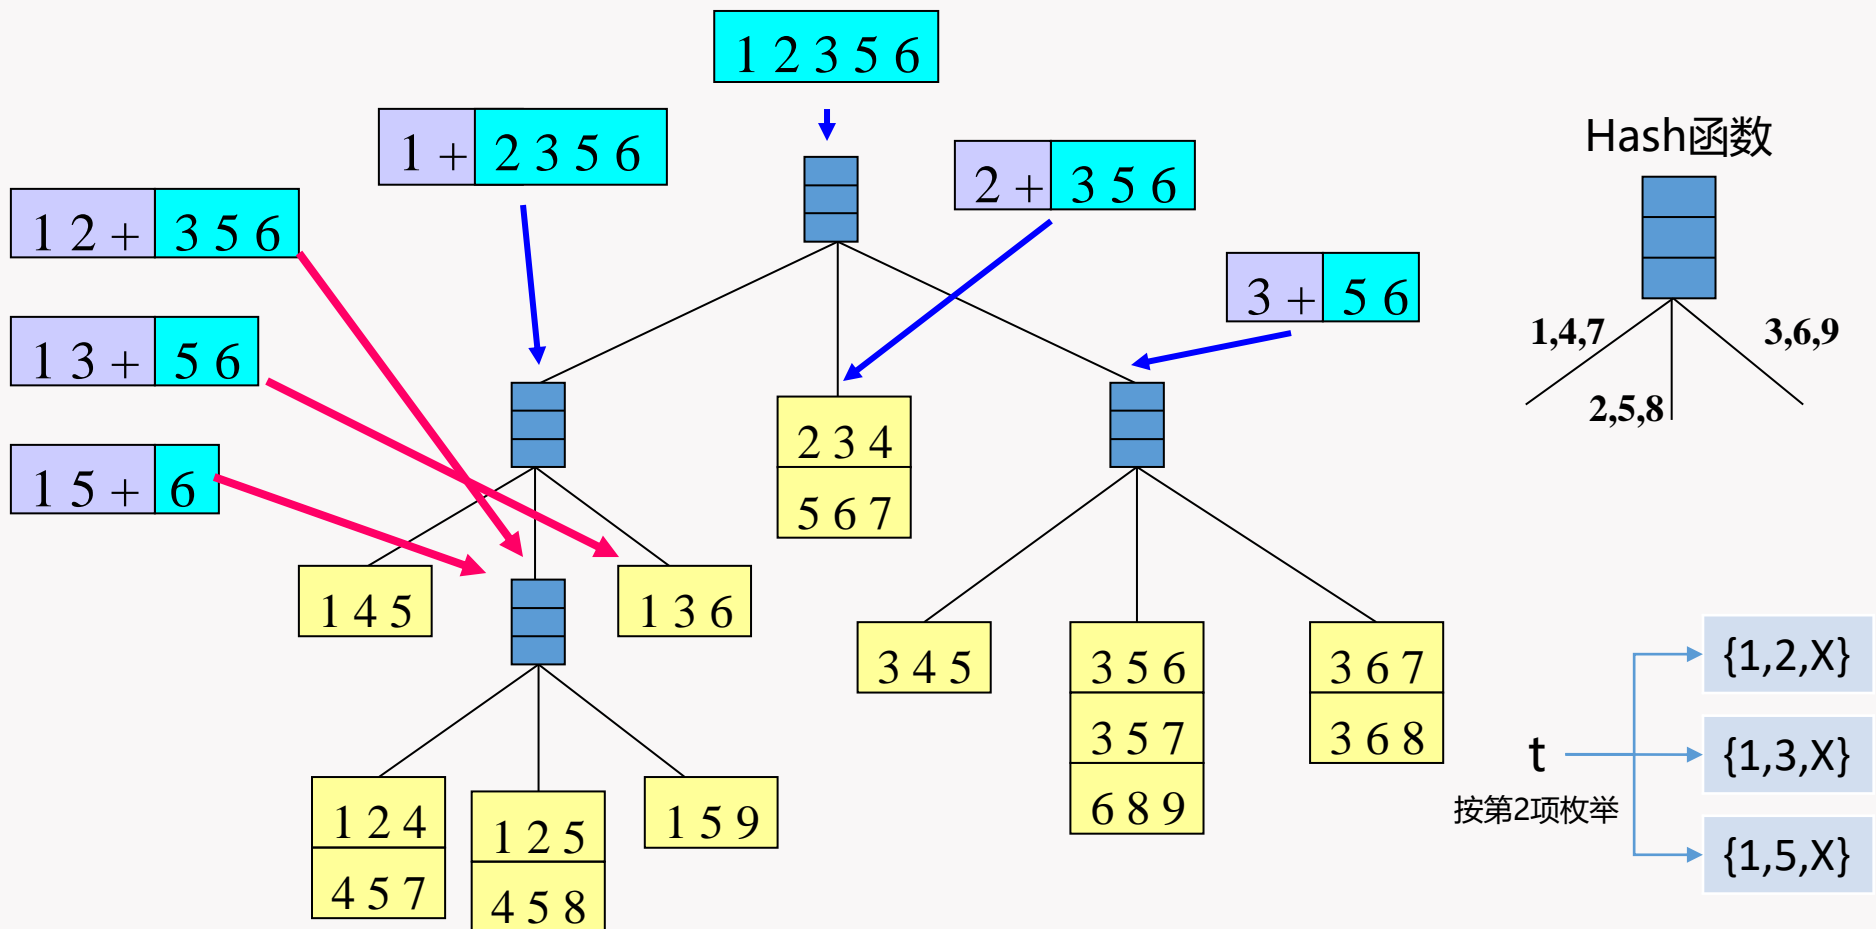 1 2 3 5 6
1 + 2 3 5 6
2 + 3 5 6
Hash函数
1 2 + 3 5 6
3 + 5 6
1 3 + 5 6
1,4,7
3,6,9
2,5,8
1 5 + 6
2 3 4
5 6 7
1 4 5
1 3 6
3 4 5
3 5 6
3 6 7
3 5 7
3 6 8
6 8 9
1 2 4
1 2 5
1 5 9
4 5 7
4 5 8
{1,2,X}
t
{1,3,X}
按第2项枚举
{1,5,X}